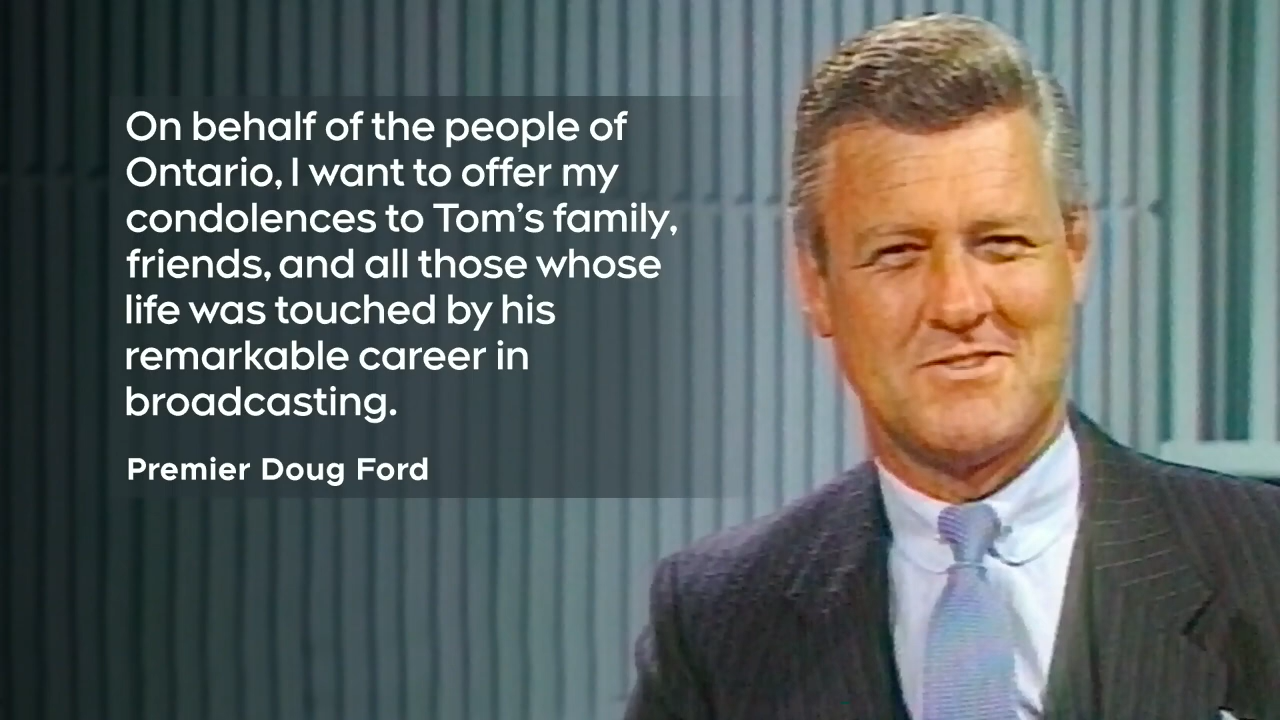 On behalf of the people of
Ontario, I want to offer my
condolences to Tom’s family,
friends, and all those whose
life was touched by his
remarkable career in
broadcasting.
Premier Doug Ford